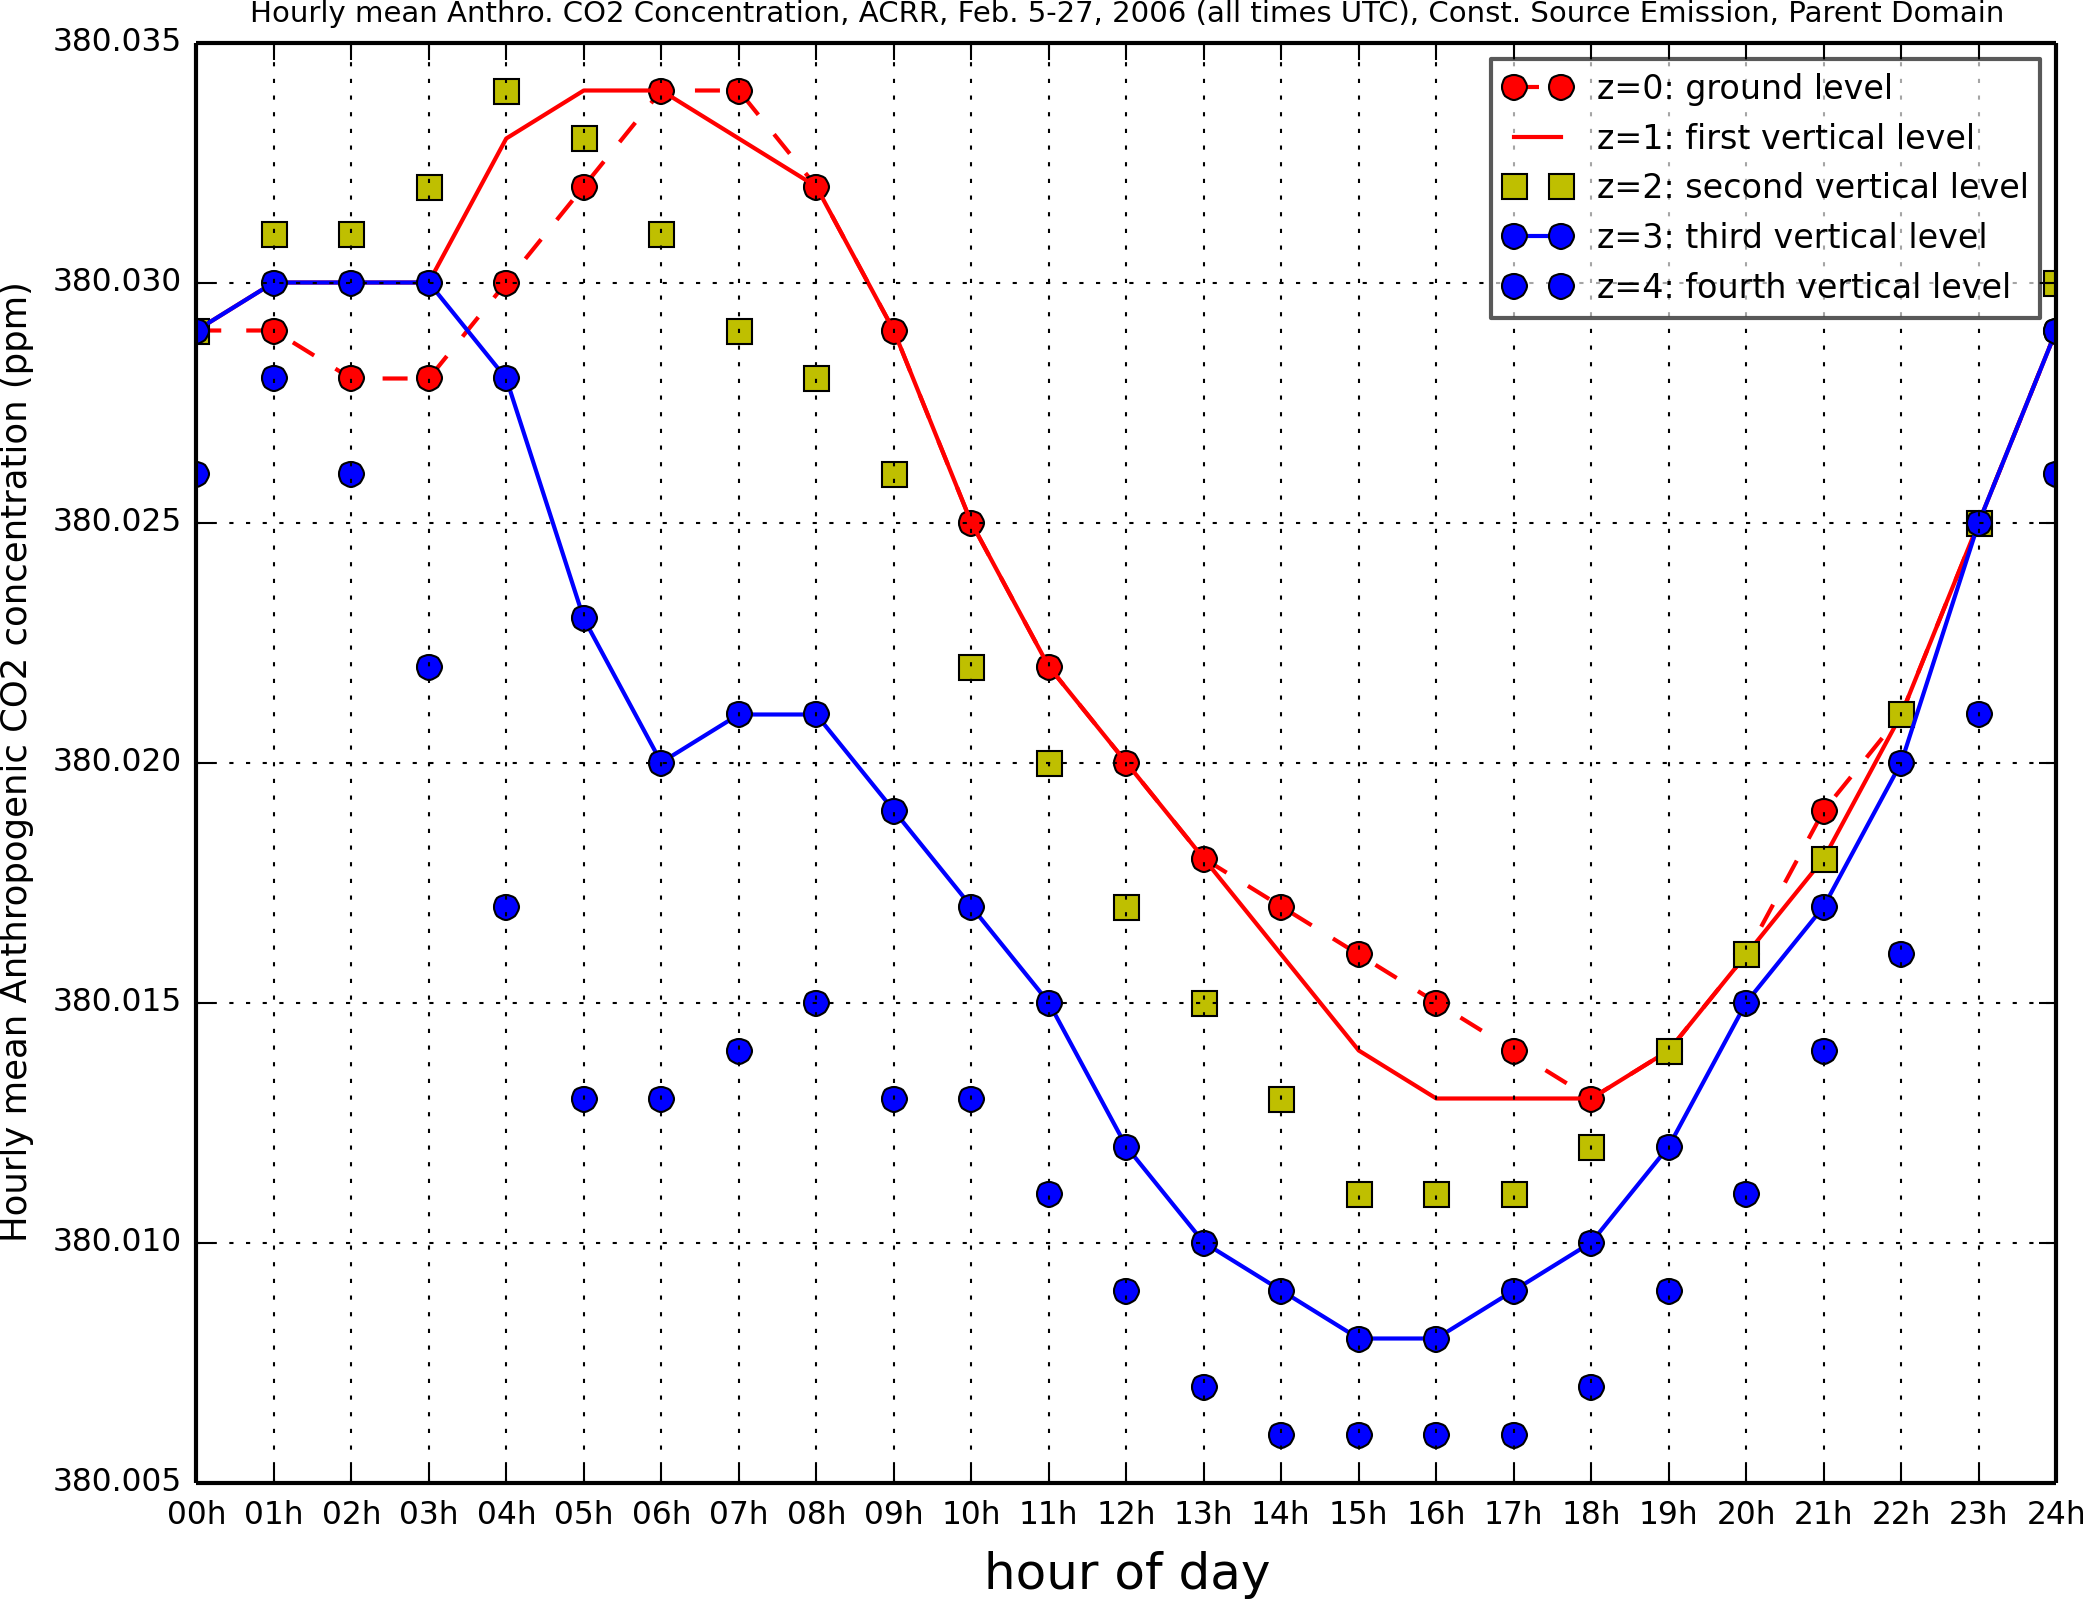 Hourly mean Anthro. CO2 Concentration, ACRR, Feb. 5-27, 2006 (all times UTC), Const. Source Emission, Parent Domain
380.035
380.030
380.025
380.020
380.015
380.010
380.005
Hourly mean Anthropogenic CO2 concentration (ppm)
z=0: ground level
z=1: first vertical level
z=2: second vertical level
z=3: third vertical level
z=4: fourth vertical level
00h 01h 02h 03h 04h 05h 06h 07h 08h 09h 10h 11h 12h 13h 14h 15h 16h 17h 18h 19h 20h 21h 22h 23h 24h
hour of day